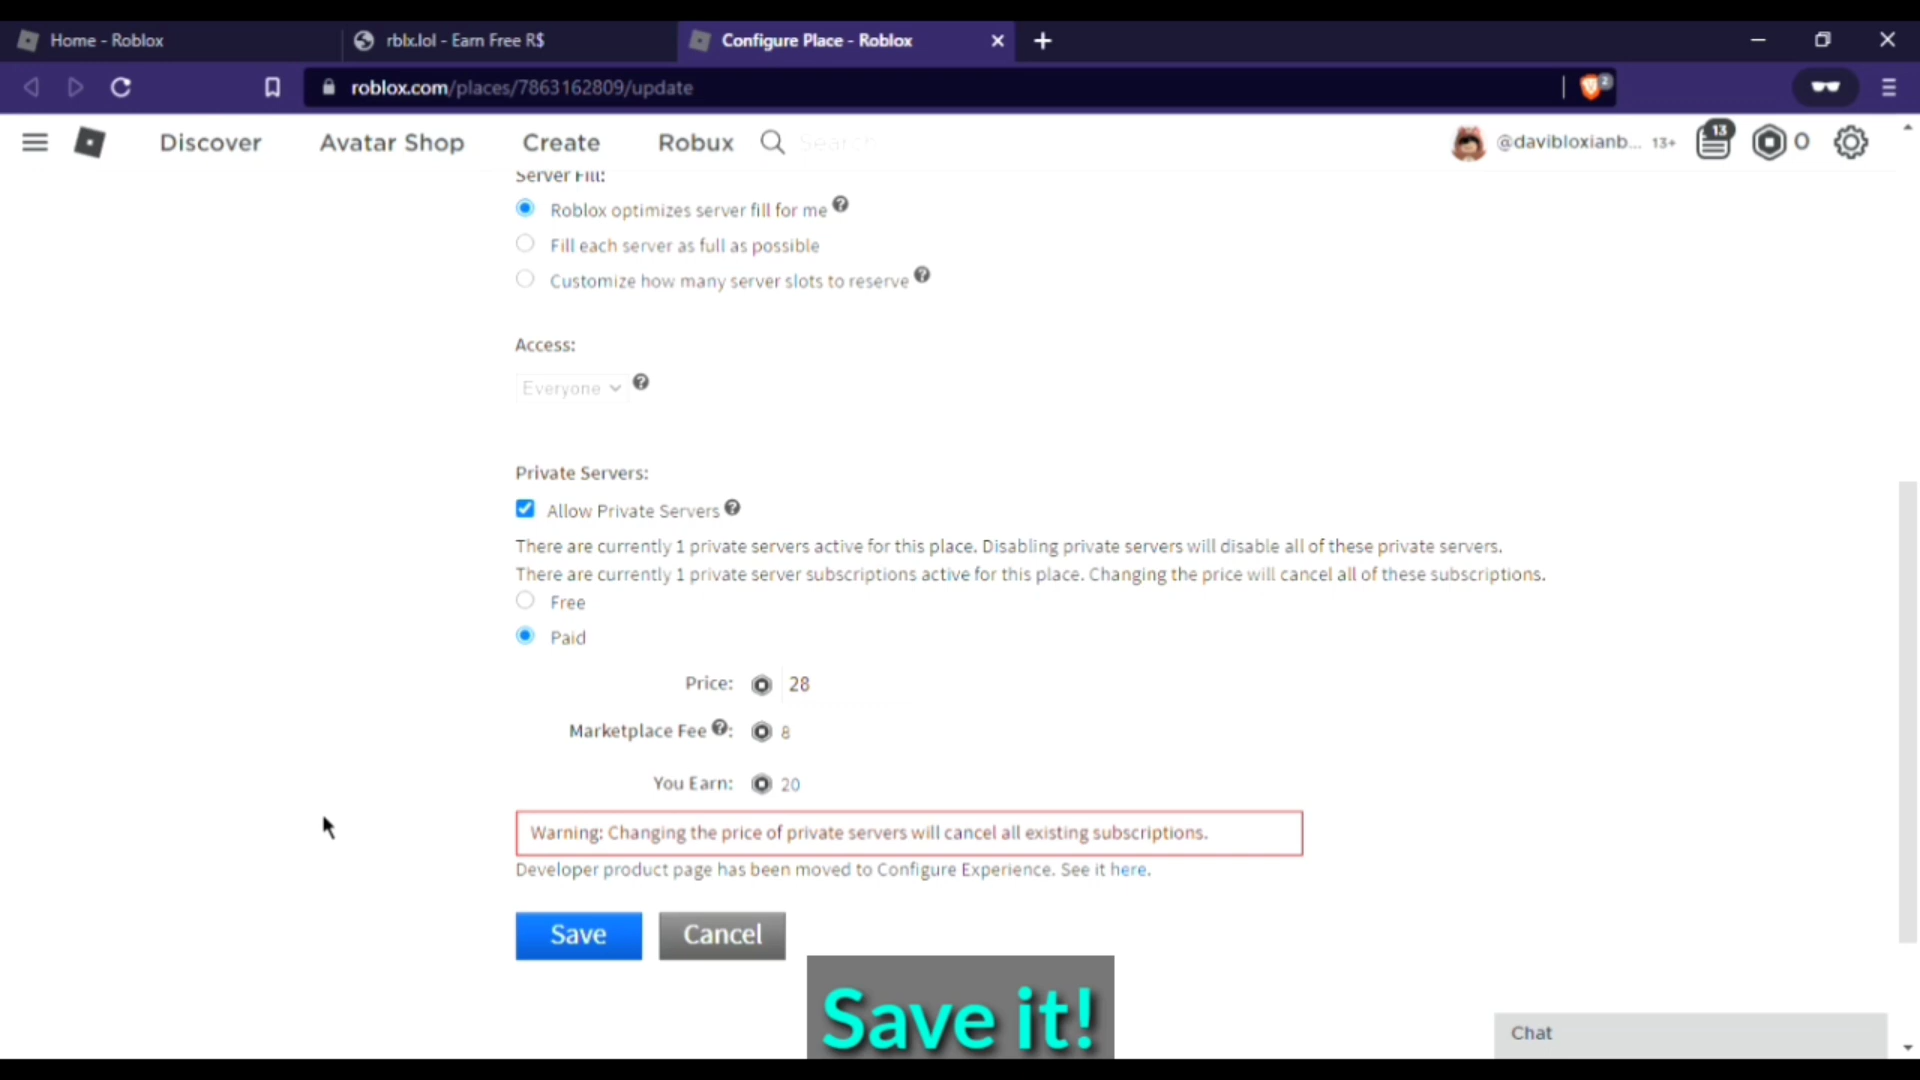 Home - Roblox
rblx.lol - Earn Free R$
Configure Place - Roblox
roblox.com/places/7863162809/update
2
Discover
Avatar Shop
Create
Robux
Search
@davibloxianb... 13+
13
0
Server Fill:
Roblox optimizes server fill for me
Fill each server as full as possible
Customize how many server slots to reserve
Access:
Everyone
Private Servers:
Allow Private Servers
There are currently 1 private servers active for this place. Disabling private servers will disable all of these private servers.
There are currently 1 private server subscriptions active for this place. Changing the price will cancel all of these subscriptions.
Free
Paid
Price: 28
Marketplace Fee : 8
You Earn: 20
Warning: Changing the price of private servers will cancel all existing subscriptions.
Developer product page has been moved to Configure Experience. See it here.
Save Cancel
Save it!
Chat